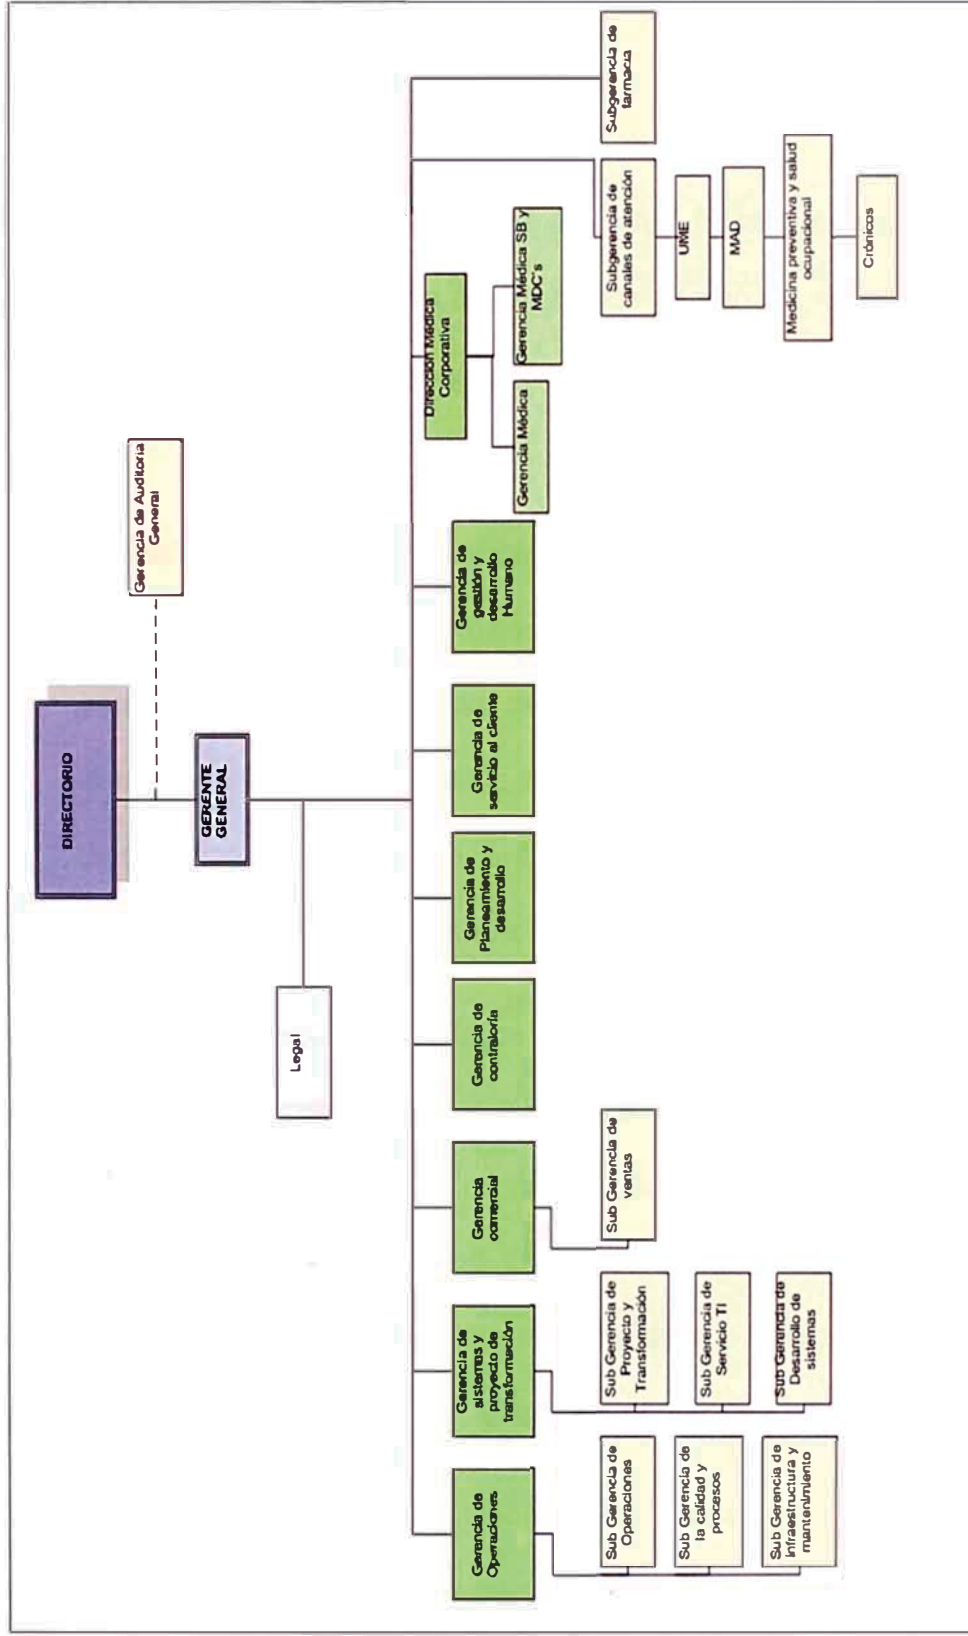 DIRECTORIO
Gerencia de Auditoría
General
GERENTE
GENERAL
Legal
Gerencia de
Operaciones
Gerencia de
sistemas y
proyecto de
transformación
Gerencia
comercial
Gerencia de
contraloría
Gerencia de
Planeamiento y
desarrollo
Gerencia de
servicio al cliente
Gerencia de
gestión y
desarrollo
Humano
Dirección Médica
Corporativa
Gerencia Médica
Gerencia Médica SB y
MDC's
Sub Gerencia de
Operaciones
Sub Gerencia de
la calidad y
procesos
Sub Gerencia de
Infraestructura y
mantenimiento
Sub Gerencia de
Proyecto y
Transformación
Sub Gerencia de
Servicio TI
Sub Gerencia de
Desarrollo de
sistemas
Sub Gerencia de
ventas
Subgerencia de
canales de atención
UME
MAD
Medicina preventiva y salud
ocupacional
Crónicos
Subgerencia de
farmacia